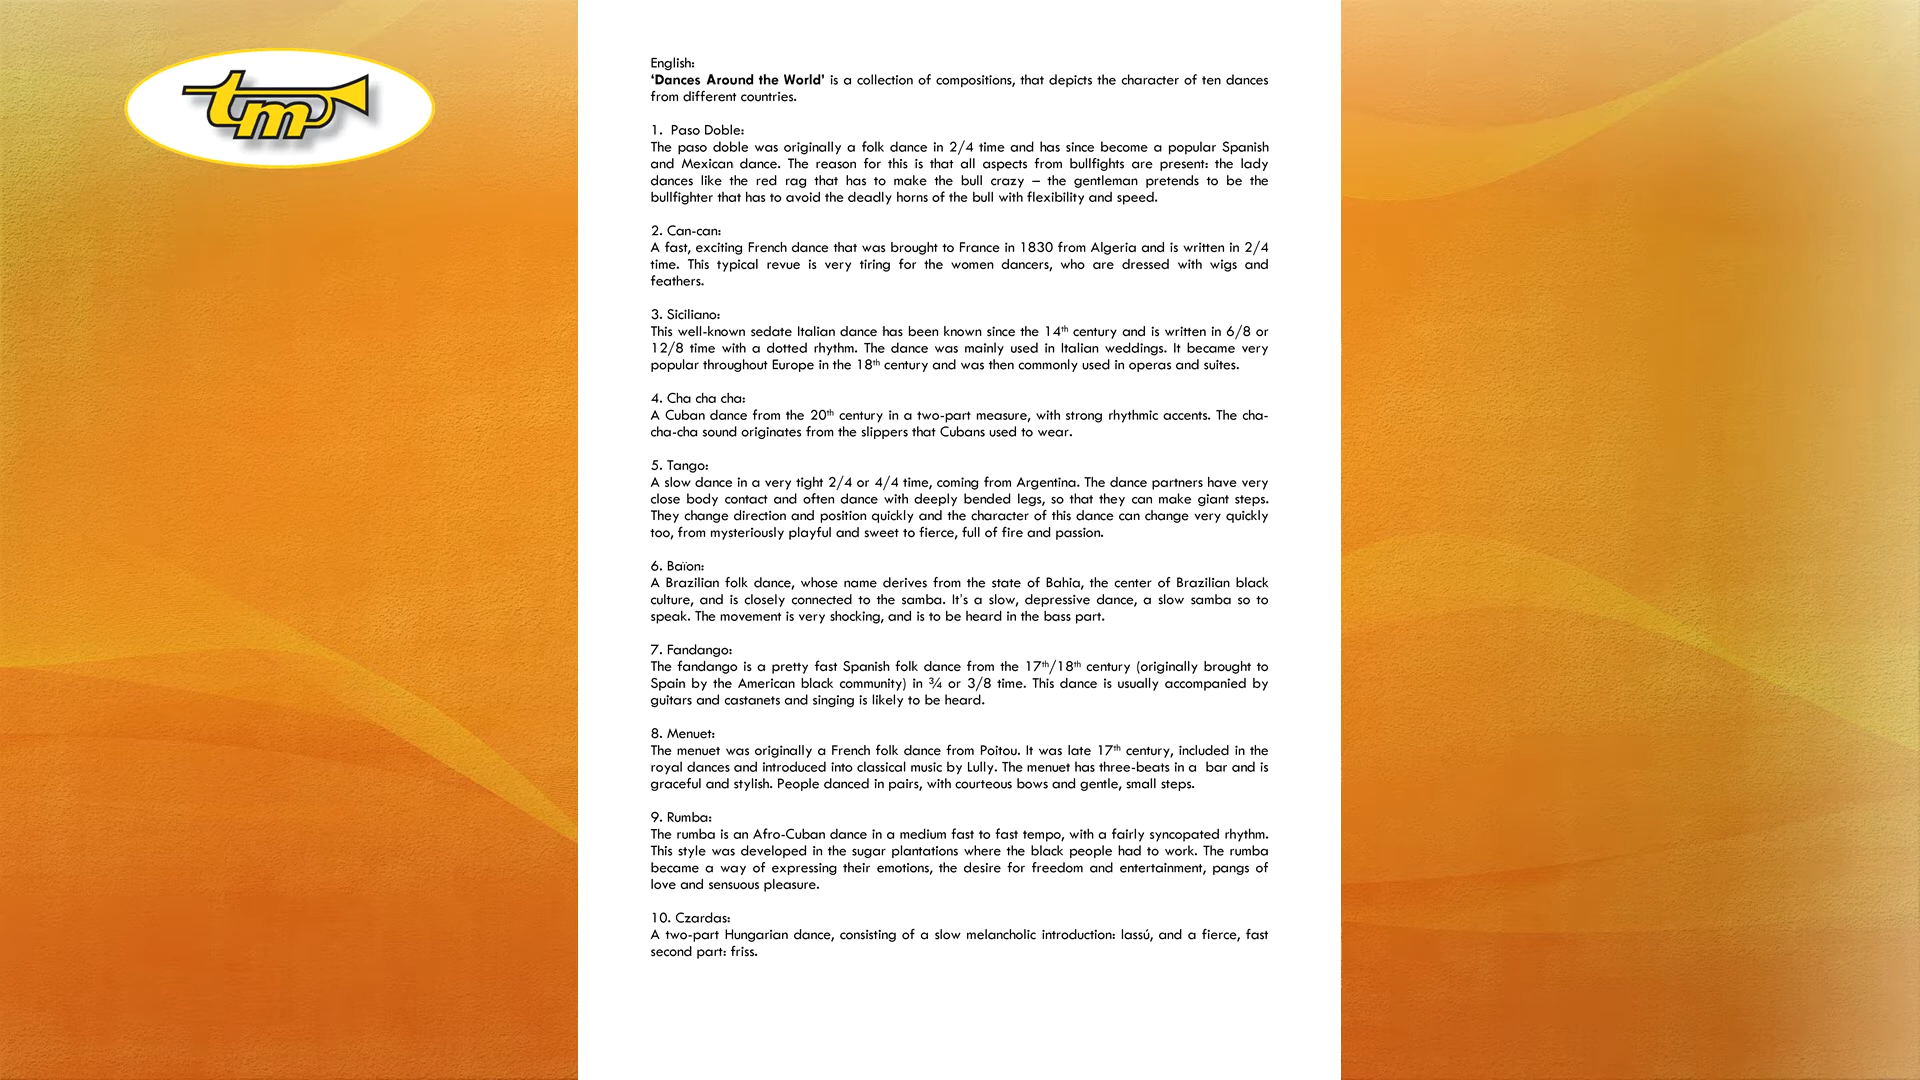 tm
English:
‘Dances Around the World’ is a collection of compositions, that depicts the character of ten dances
from different countries.
1. Paso Doble:
The paso doble was originally a folk dance in 2/4 time and has since become a popular Spanish
and Mexican dance. The reason for this is that all aspects from bullfights are present: the lady
dances like the red rag that has to make the bull crazy – the gentleman pretends to be the
bullfighter that has to avoid the deadly horns of the bull with flexibility and speed.
2. Can-can:
A fast, exciting French dance that was brought to France in 1830 from Algeria and is written in 2/4
time. This typical revue is very tiring for the women dancers, who are dressed with wigs and
feathers.
3. Siciliano:
This well-known sedate Italian dance has been known since the 14th century and is written in 6/8 or
12/8 time with a dotted rhythm. The dance was mainly used in Italian weddings. It became very
popular throughout Europe in the 18th century and was then commonly used in operas and suites.
4. Cha cha cha:
A Cuban dance from the 20th century in a two-part measure, with strong rhythmic accents. The cha-
cha-cha sound originates from the slippers that Cubans used to wear.
5. Tango:
A slow dance in a very tight 2/4 or 4/4 time, coming from Argentina. The dance partners have very
close body contact and often dance with deeply bended legs, so that they can make giant steps.
They change direction and position quickly and the character of this dance can change very quickly
too, from mysteriously playful and sweet to fierce, full of fire and passion.
6. Baïon:
A Brazilian folk dance, whose name derives from the state of Bahia, the center of Brazilian black
culture, and is closely connected to the samba. It's a slow, depressive dance, a slow samba so to
speak. The movement is very shocking, and is to be heard in the bass part.
7. Fandango:
The fandango is a pretty fast Spanish folk dance from the 17th/18th century (originally brought to
Spain by the American black community) in ¾ or 3/8 time. This dance is usually accompanied by
guitars and castanets and singing is likely to be heard.
8. Menuet:
The menuet was originally a French folk dance from Poitou. It was late 17th century, included in the
royal dances and introduced into classical music by Lully. The menuet has three-beats in a bar and is
graceful and stylish. People danced in pairs, with courteous bows and gentle, small steps.
9. Rumba:
The rumba is an Afro-Cuban dance in a medium fast to fast tempo, with a fairly syncopated rhythm.
This style was developed in the sugar plantations where the black people had to work. The rumba
became a way of expressing their emotions, the desire for freedom and entertainment, pangs of
love and sensuous pleasure.
10. Czardas:
A two-part Hungarian dance, consisting of a slow melancholic introduction: lassú, and a fierce, fast
second part: friss.